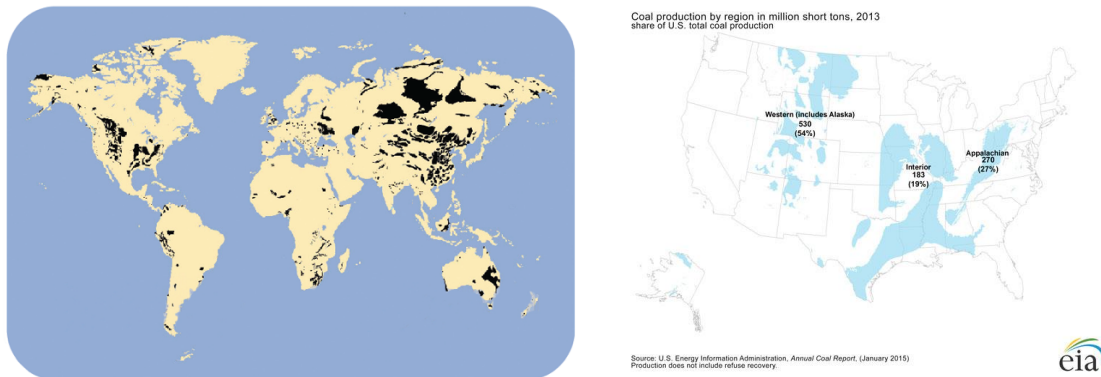 Coal production by region in million short tons, 2013
share of U.S. total coal production
Western (includes Alaska)
530
(54%)
Interior
183
(19%)
Appalachian
270
(27%)
Source: U.S. Energy Information Administration, Annual Coal Report, (January 2015)
Production does not include refuse recovery.
eia